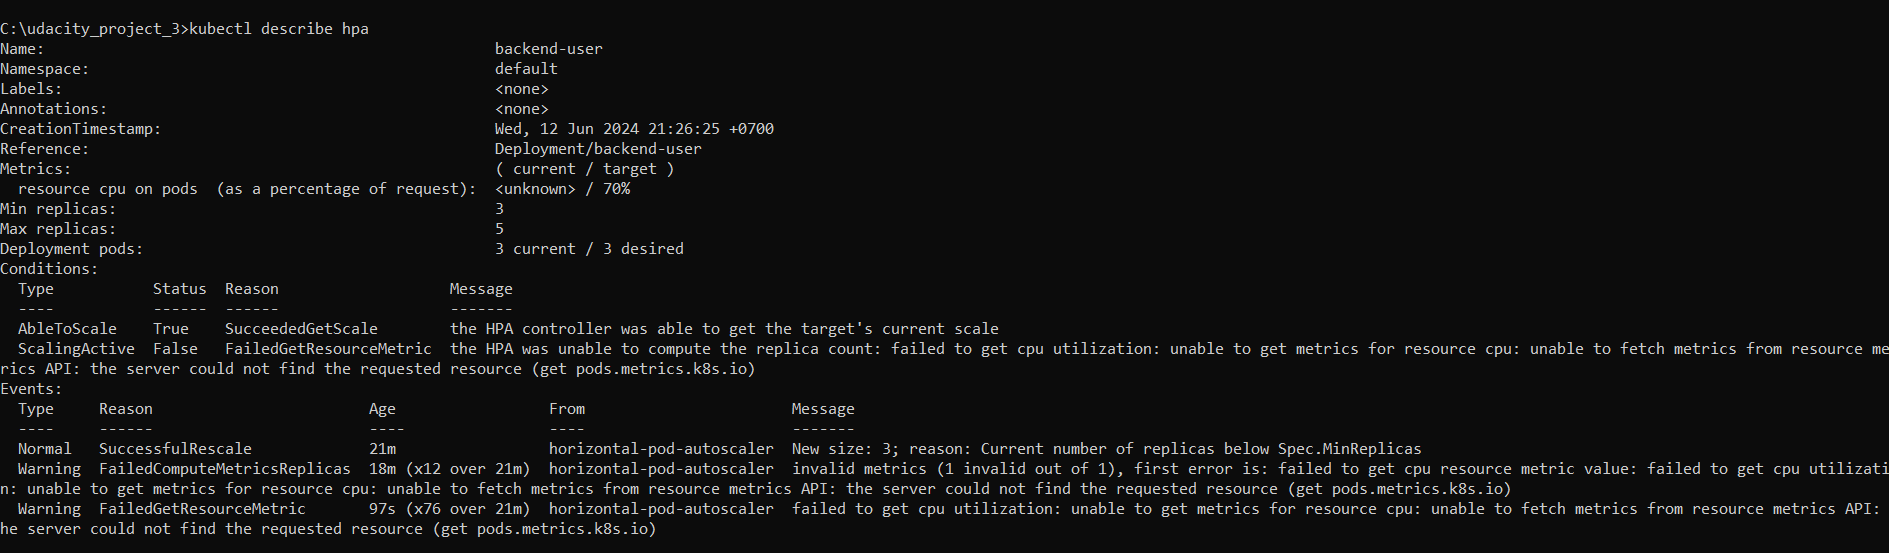 C:\udacity_project_3>kubectl describe hpa
Name:                                                  backend-user
Namespace:                                             default
Labels:                                                <none>
Annotations:                                           <none>
CreationTimestamp:                                     Wed, 12 Jun 2024 21:26:25 +0700
Reference:                                             Deployment/backend-user
Metrics:                                               ( current / target )
  resource cpu on pods  (as a percentage of request):  <unknown> / 70%
Min replicas:                                          3
Max replicas:                                          5
Deployment pods:                                       3 current / 3 desired
Conditions:
  Type           Status  Reason                   Message
  ----           ------  ------                   -------
  AbleToScale    True    SucceededGetScale        the HPA controller was able to get the target's current scale
  ScalingActive  False   FailedGetResourceMetric  the HPA was unable to compute the replica count: failed to get cpu utilization: unable to get metrics for resource cpu: unable to fetch metrics from resource me
rics API: the server could not find the requested resource (get pods.metrics.k8s.io)
Events:
  Type     Reason                        Age                 From                       Message
  ----     ------                        ----                ----                       -------
  Normal   SuccessfulRescale             21m                 horizontal-pod-autoscaler  New size: 3; reason: Current number of replicas below Spec.MinReplicas
  Warning  FailedComputeMetricsReplicas  18m (x12 over 21m)  horizontal-pod-autoscaler  invalid metrics (1 invalid out of 1), first error is: failed to get cpu resource metric value: failed to get cpu utilizati
n: unable to get metrics for resource cpu: unable to fetch metrics from resource metrics API: the server could not find the requested resource (get pods.metrics.k8s.io)
  Warning  FailedGetResourceMetric       97s (x76 over 21m)  horizontal-pod-autoscaler  failed to get cpu utilization: unable to get metrics for resource cpu: unable to fetch metrics from resource metrics API:
he server could not find the requested resource (get pods.metrics.k8s.io)